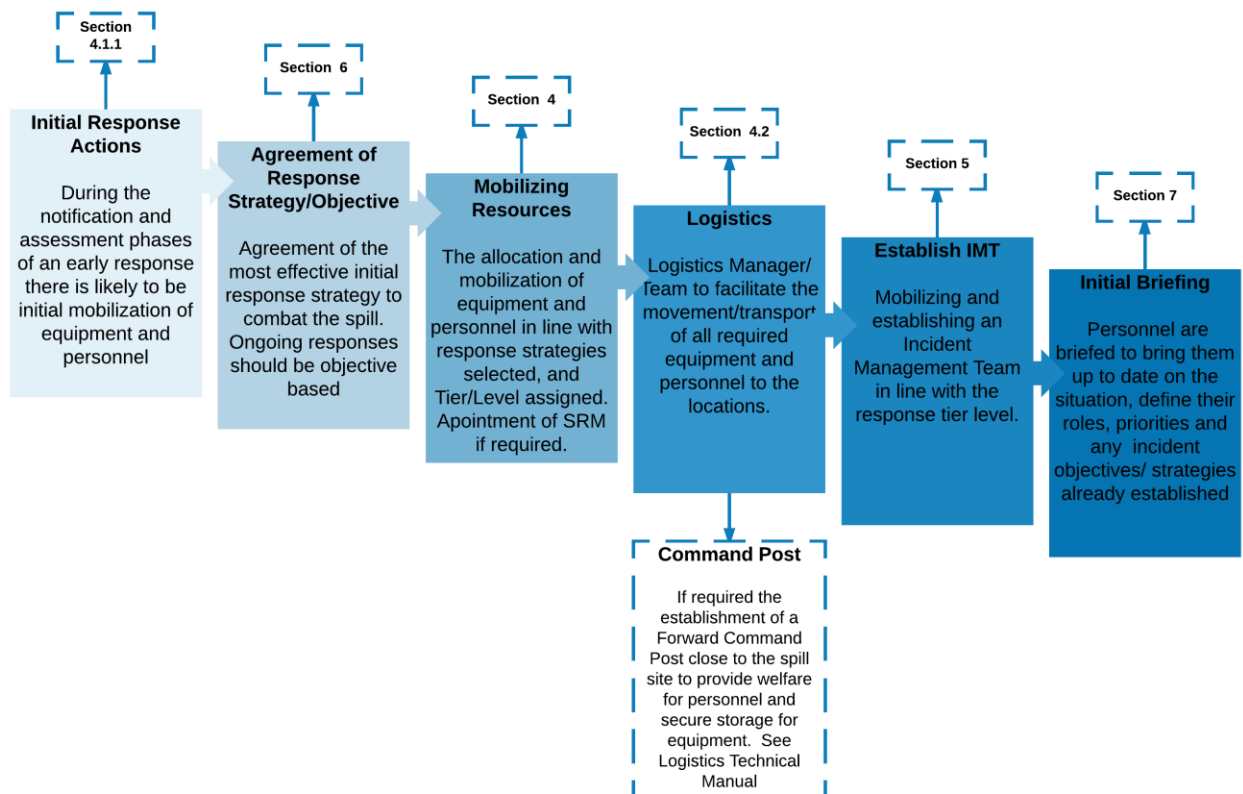 Section
4.1.1
Initial Response
Actions
During the
notification and
assessment phases
of an early response
there is likely to be
initial mobilization of
equipment and
personnel
Section 6
Agreement of
Response
Strategy/Objective
Agreement of the
most effective initial
response strategy to
combat the spill.
Ongoing responses
should be objective
based
Section 4
Mobilizing
Resources
The allocation and
mobilization of
equipment and
personnel in line with
response strategies
selected, and
Tier/Level assigned.
Apointment of SRM
if required.
Section 4.2
Logistics
Logistics Manager/
Team to facilitate the
movement/transport
of all required
equipment and
personnel to the
locations.
Command Post
If required the
establishment of a
Forward Command
Post close to the spill
site to provide welfare
for personnel and
secure storage for
equipment. See
Logistics Technical
Manual
Section 5
Establish IMT
Mobilizing and
establishing an
Incident
Management Team
in line with the
response tier level.
Section 7
Initial Briefing
Personnel are
briefed to bring them
up to date on the
situation, define their
roles, priorities and
any incident
objectives/ strategies
already established